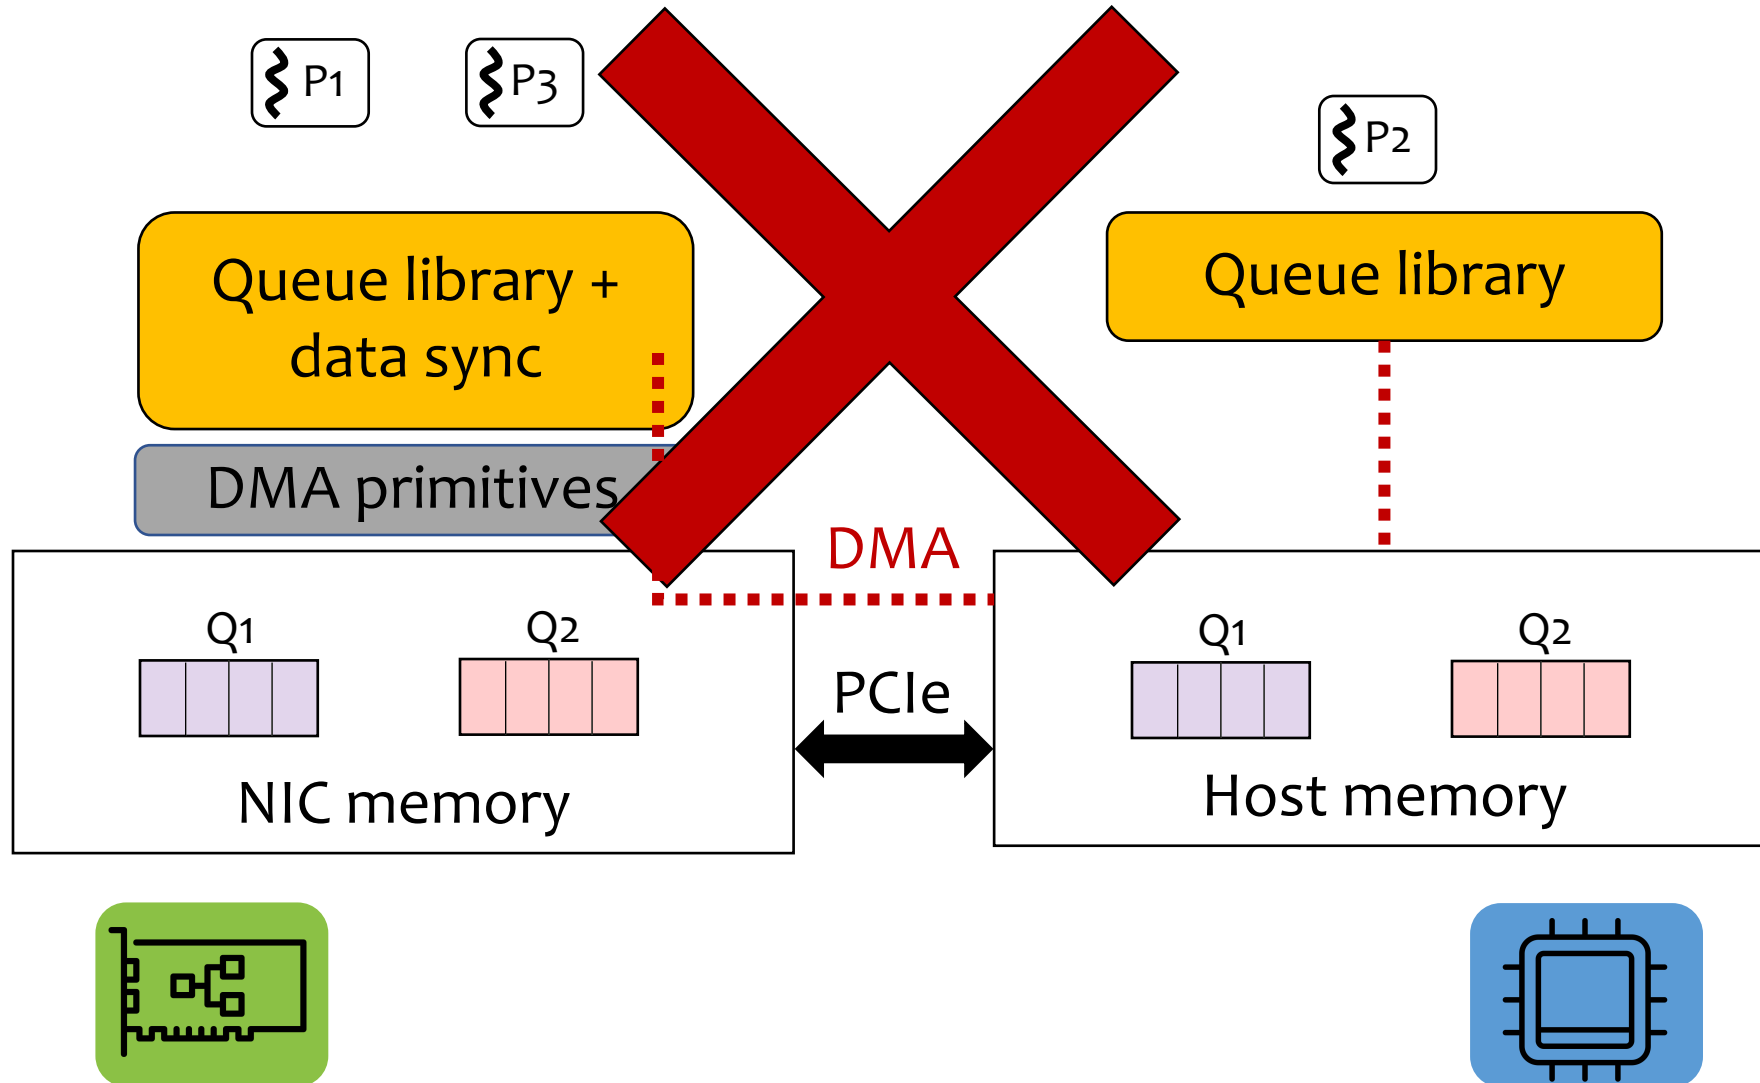 P1
P3
P2
Queue library +
data sync
Queue library
DMA primitives
DMA
Q1
Q2
Q1
Q2
PCIe
NIC memory
Host memory